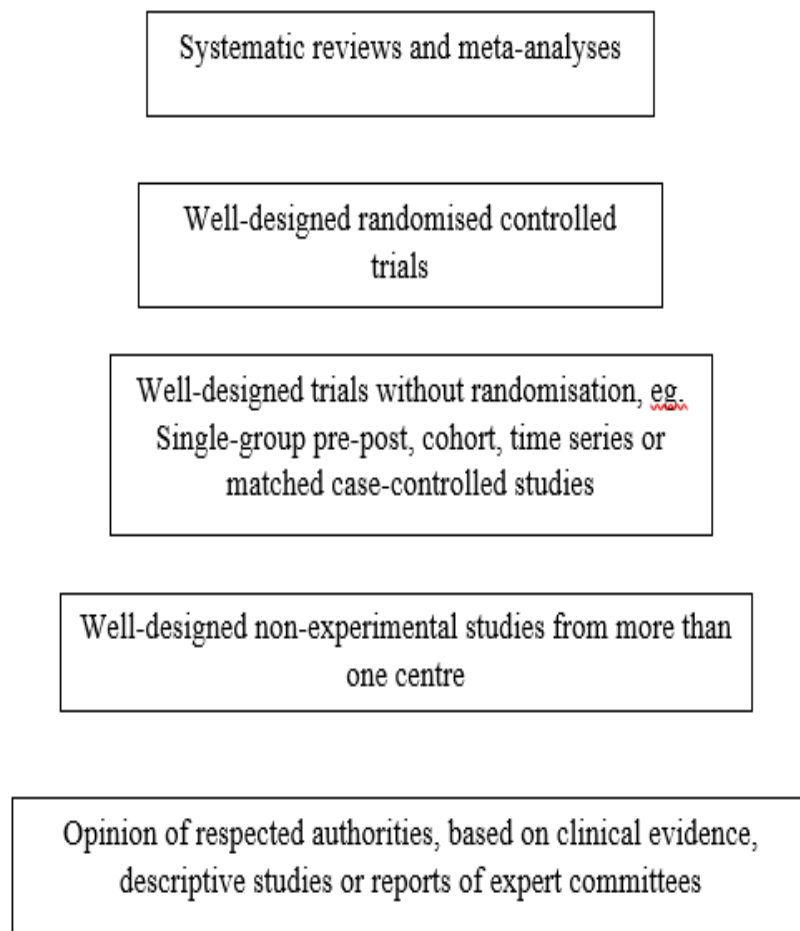 Systematic reviews and meta-analyses
Well-designed randomised controlled
trials
Well-designed trials without randomisation, eg.
Single-group pre-post, cohort, time series or
matched case-controlled studies
Well-designed non-experimental studies from more than
one centre
Opinion of respected authorities, based on clinical evidence,
descriptive studies or reports of expert committees